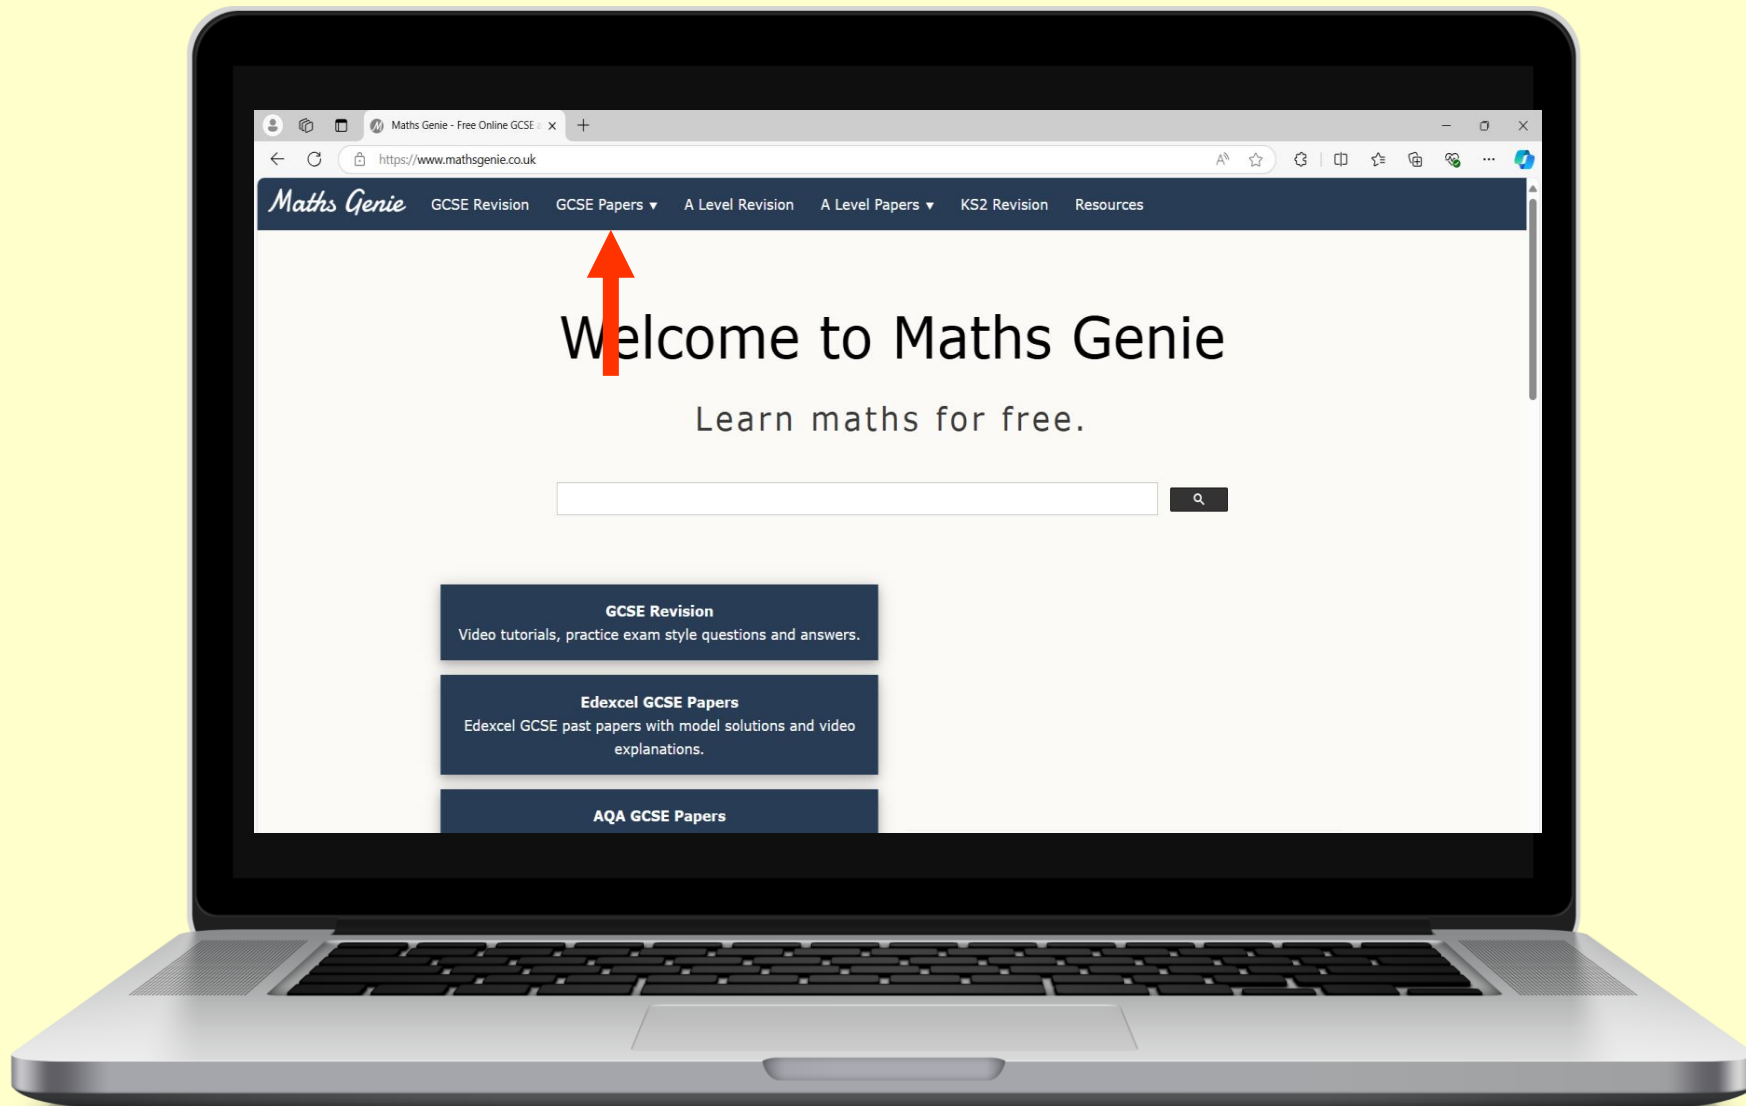 Maths Genie - Free Online GCSE a
https://www.mathsgenie.co.uk
Maths Genie GCSE Revision GCSE Papers ▼ A Level Revision A Level Papers ▼ KS2 Revision Resources
Welcome to Maths Genie
Learn maths for free.
GCSE Revision
Video tutorials, practice exam style questions and answers.
Edexcel GCSE Papers
Edexcel GCSE past papers with model solutions and video
explanations.
AQA GCSE Papers